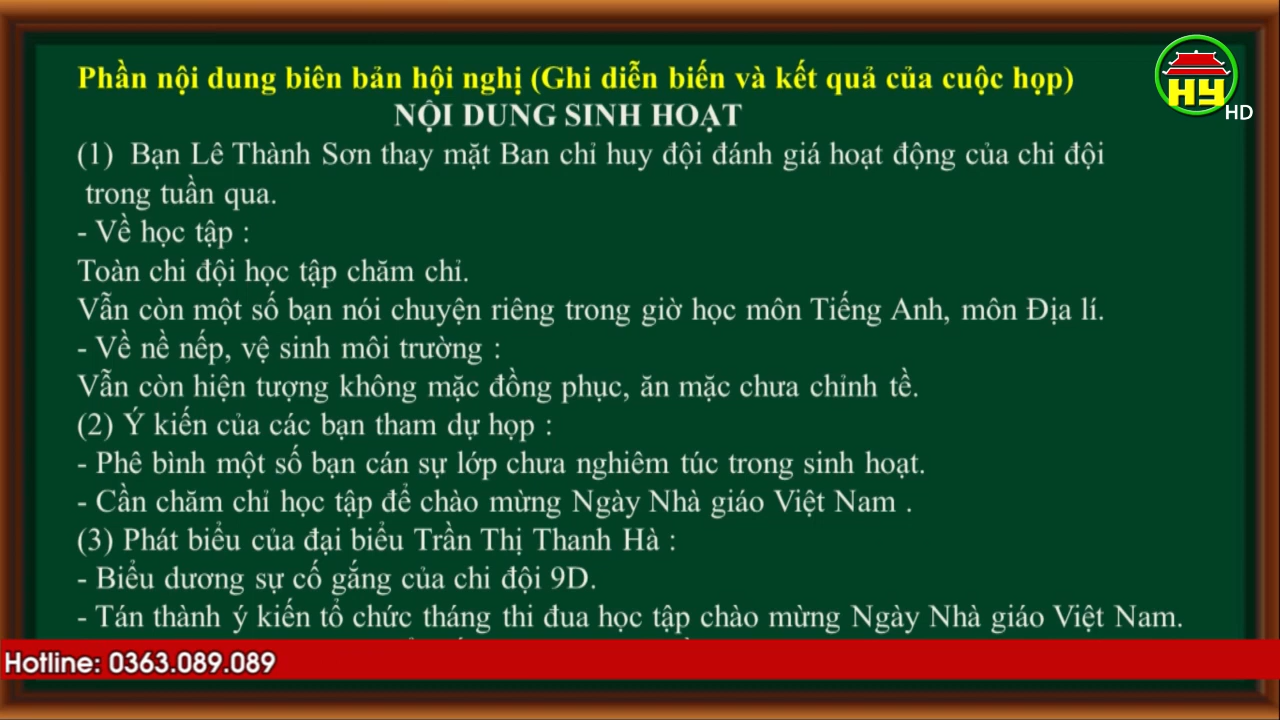 Phần nội dung biên bản hội nghị (Ghi diễn biến và kết quả của cuộc họp)
HY
HD
NỘI DUNG SINH HOẠT
(1) Bạn Lê Thành Sơn thay mặt Ban chỉ huy đội đánh giá hoạt động của chi đội
trong tuần qua.
- Về học tập :
Toàn chi đội học tập chăm chỉ.
Vẫn còn một số bạn nói chuyện riêng trong giờ học môn Tiếng Anh, môn Địa lí.
- Về nề nếp, vệ sinh môi trường :
Vẫn còn hiện tượng không mặc đồng phục, ăn mặc chưa chỉnh tề.
(2) Ý kiến của các bạn tham dự họp :
- Phê bình một số bạn cán sự lớp chưa nghiêm túc trong sinh hoạt.
- Cần chăm chỉ học tập để chào mừng Ngày Nhà giáo Việt Nam .
(3) Phát biểu của đại biểu Trần Thị Thanh Hà :
- Biểu dương sự cố gắng của chi đội 9D.
- Tán thành ý kiến tổ chức tháng thi đua học tập chào mừng Ngày Nhà giáo Việt Nam.
Hotline: 0363.089.089